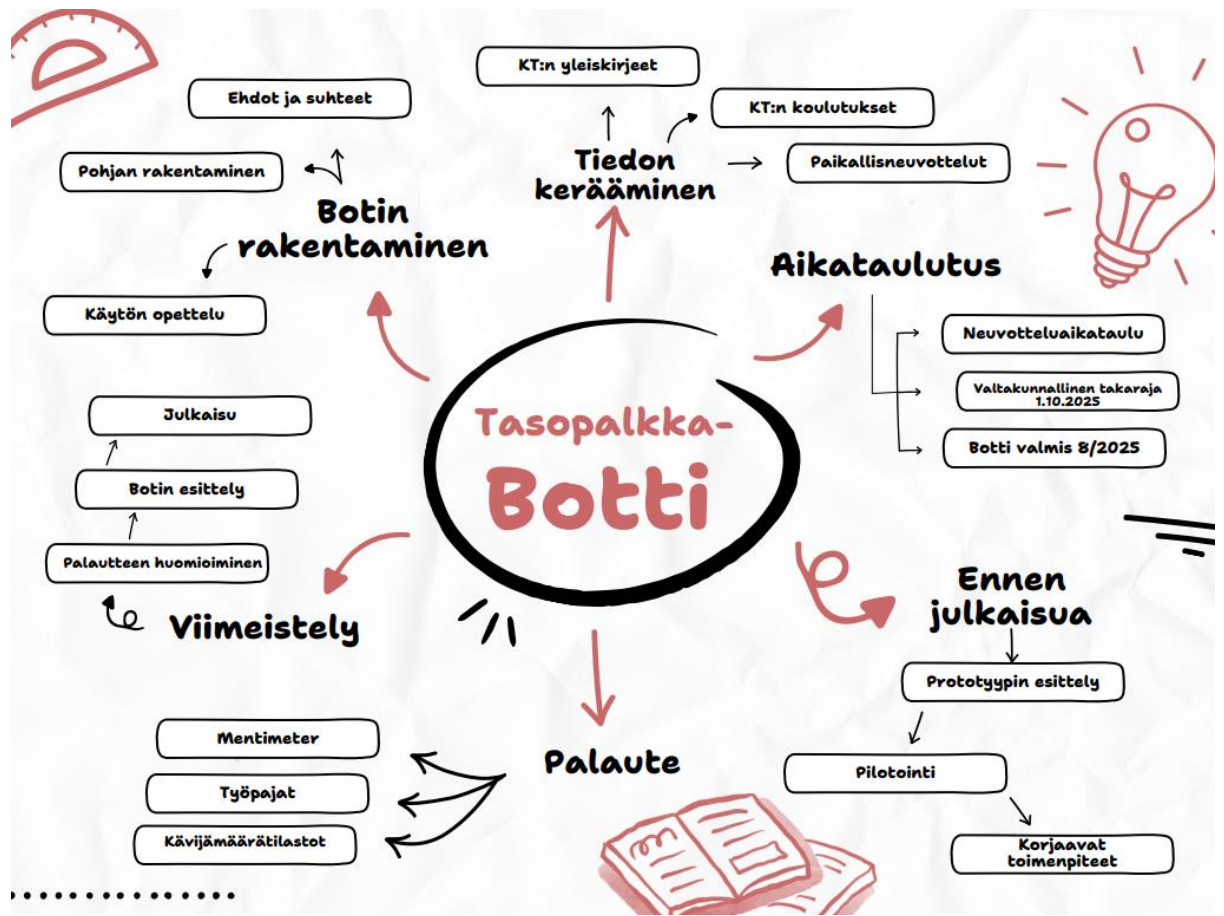 Tasopalkka-
Botti
Botin
rakentaminen
Ehdot ja suhteet
Pohjan rakentaminen
Käytön opettelu
Tiedon
kerääminen
KT:n yleiskirjeet
KT:n koulutukset
Paikallisneuvottelut
Aikataulutus
Neuvotteluaikataulu
Valtakunnallinen takaraja
1.10.2025
Botti valmis 8/2025
Ennen
julkaisua
Prototyypin esittely
Pilotointi
Korjaavat
toimenpiteet
Palaute
Mentimeter
Työpajat
Kävijämäärätilastot
Viimeistely
Palautteen huomioiminen
Botin esittely
Julkaisu